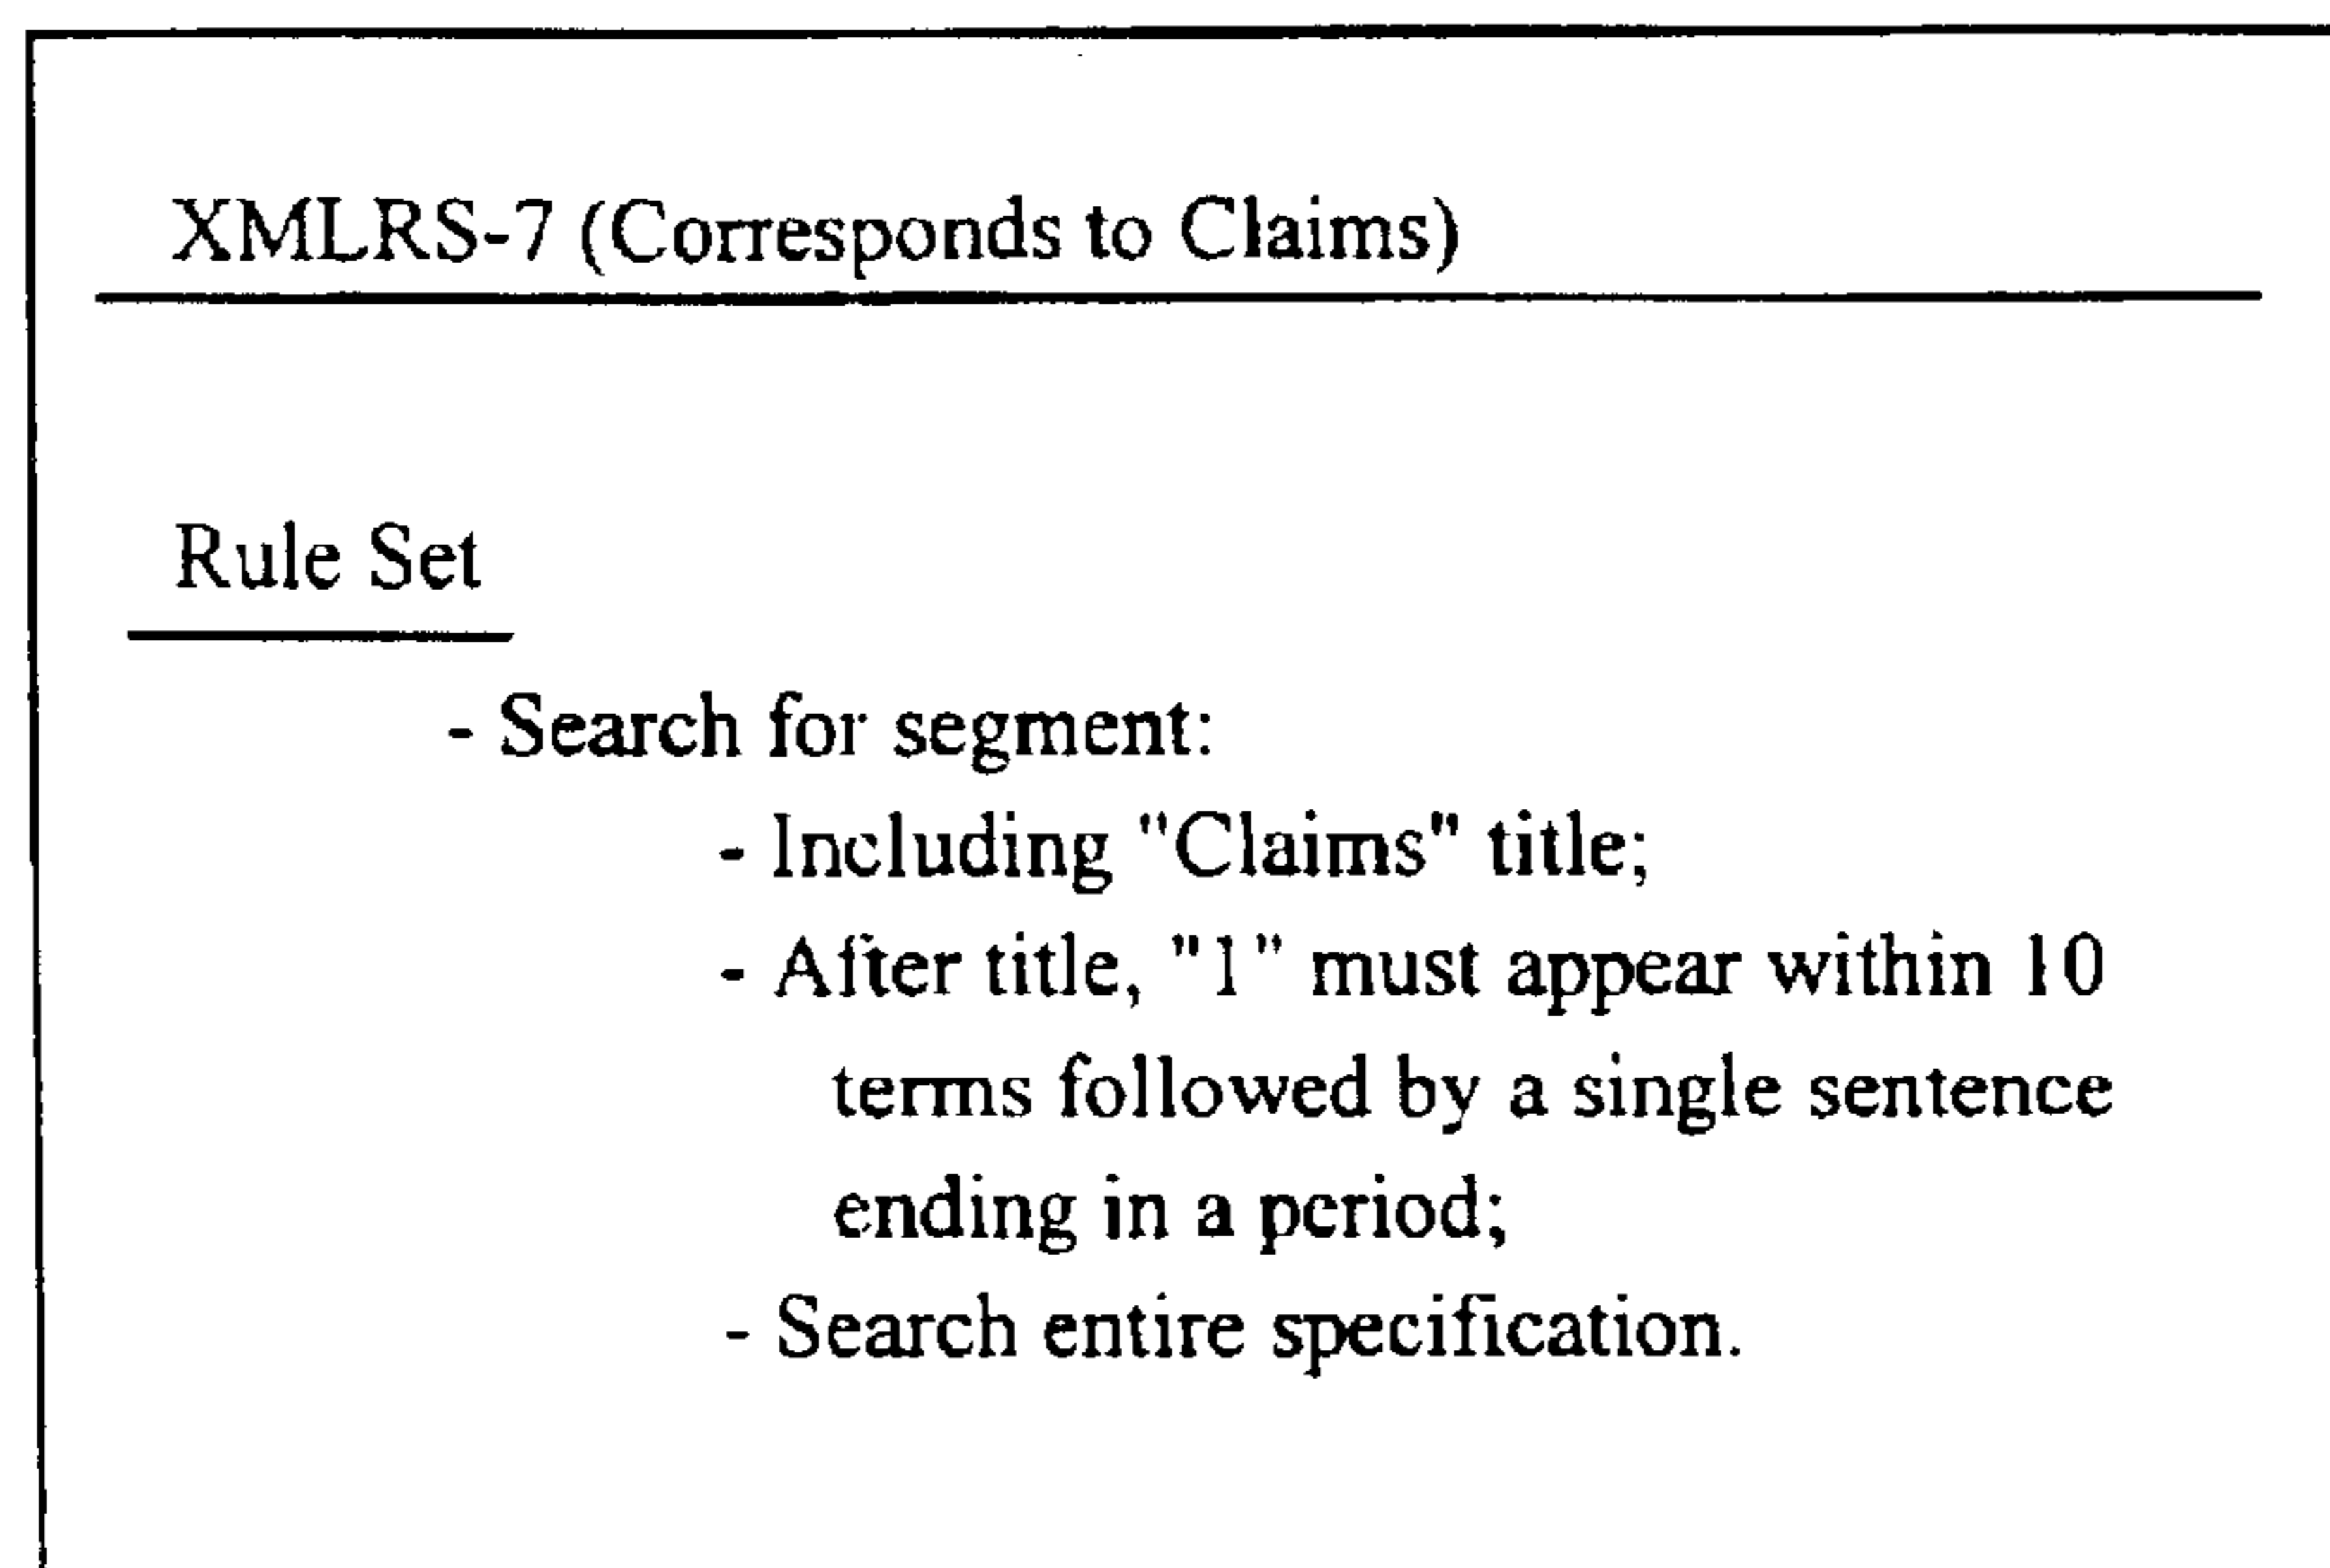 XMLRS-7 (Corresponds to Claims)
Rule Set
- Search for segment:
- Including "Claims" title;
- After title, "1" must appear within 10
terms followed by a single sentence
ending in a period;
- Search entire specification.